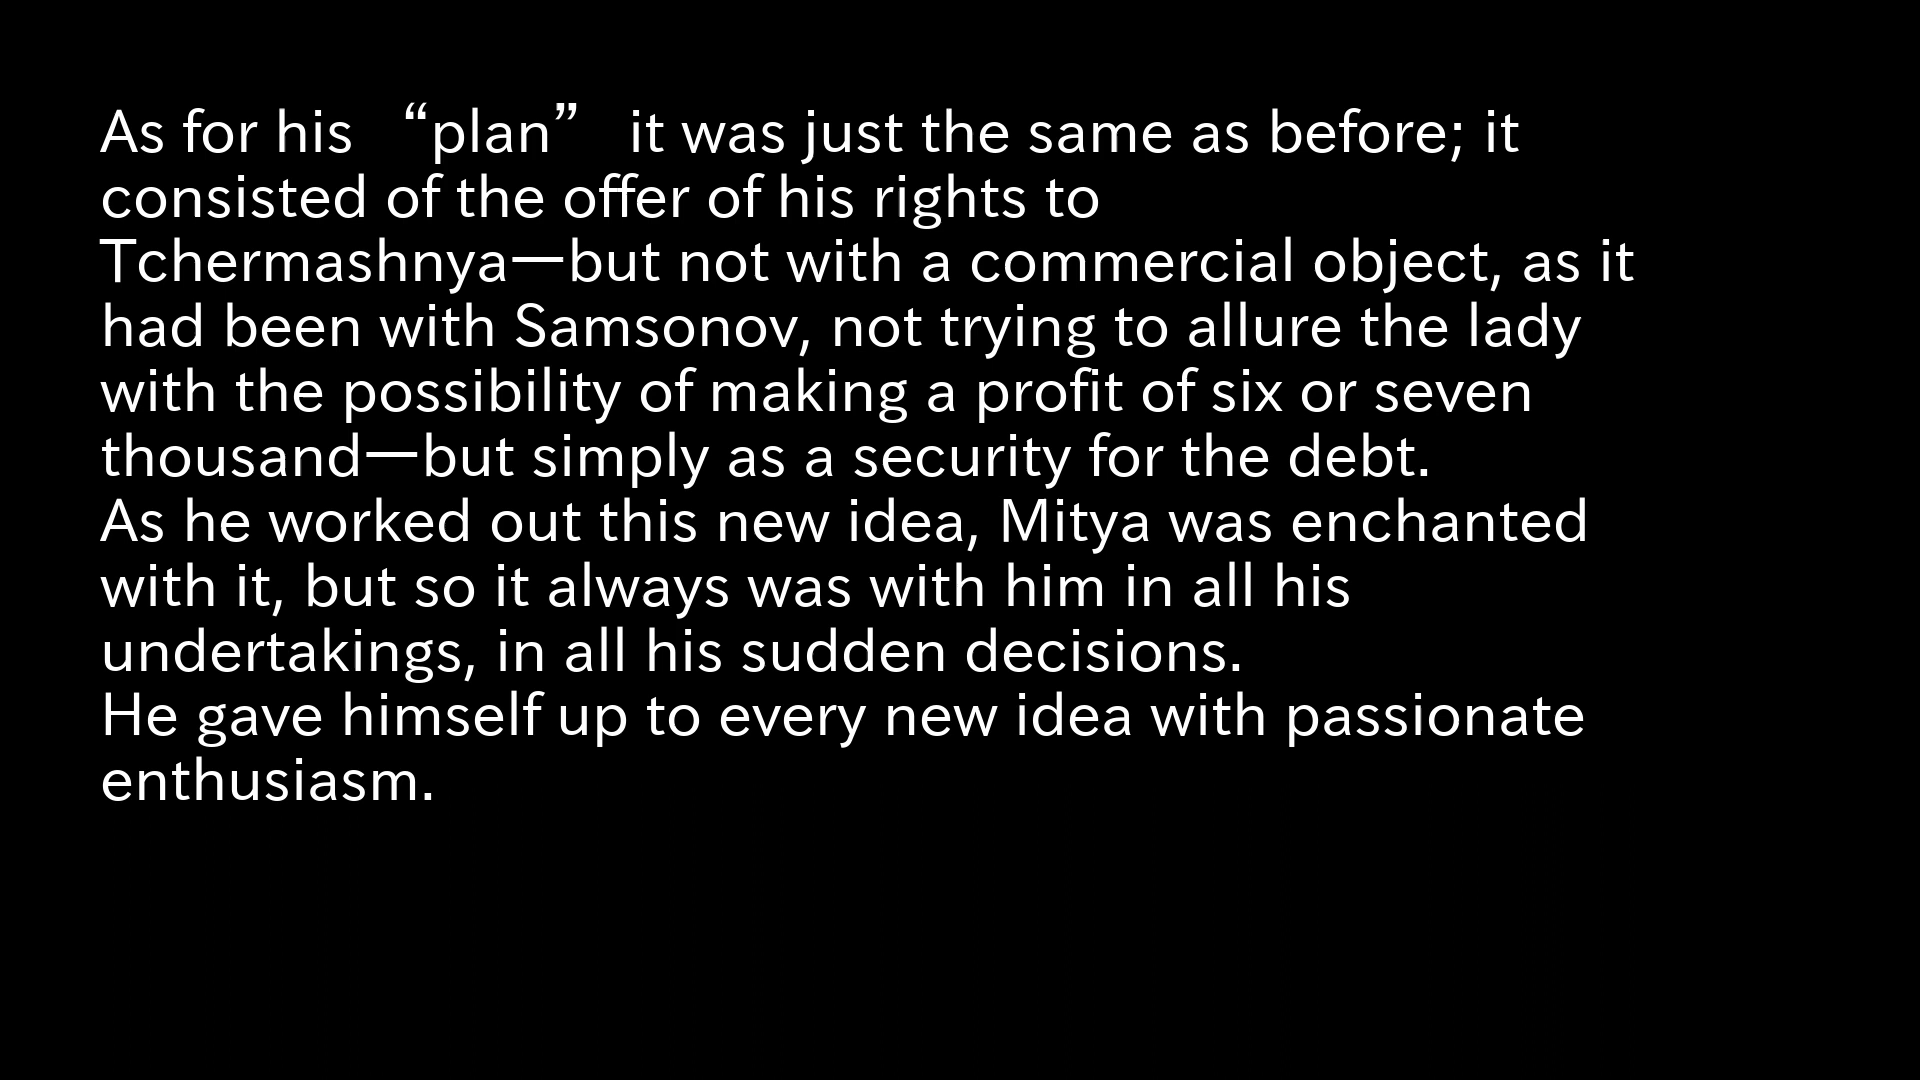 As for his “plan” it was just the same as before; it
consisted of the offer of his rights to
Tchermashnya—but not with a commercial object, as it
had been with Samsonov, not trying to allure the lady
with the possibility of making a profit of six or seven
thousand—but simply as a security for the debt.
As he worked out this new idea, Mitya was enchanted
with it, but so it always was with him in all his
undertakings, in all his sudden decisions.
He gave himself up to every new idea with passionate
enthusiasm.